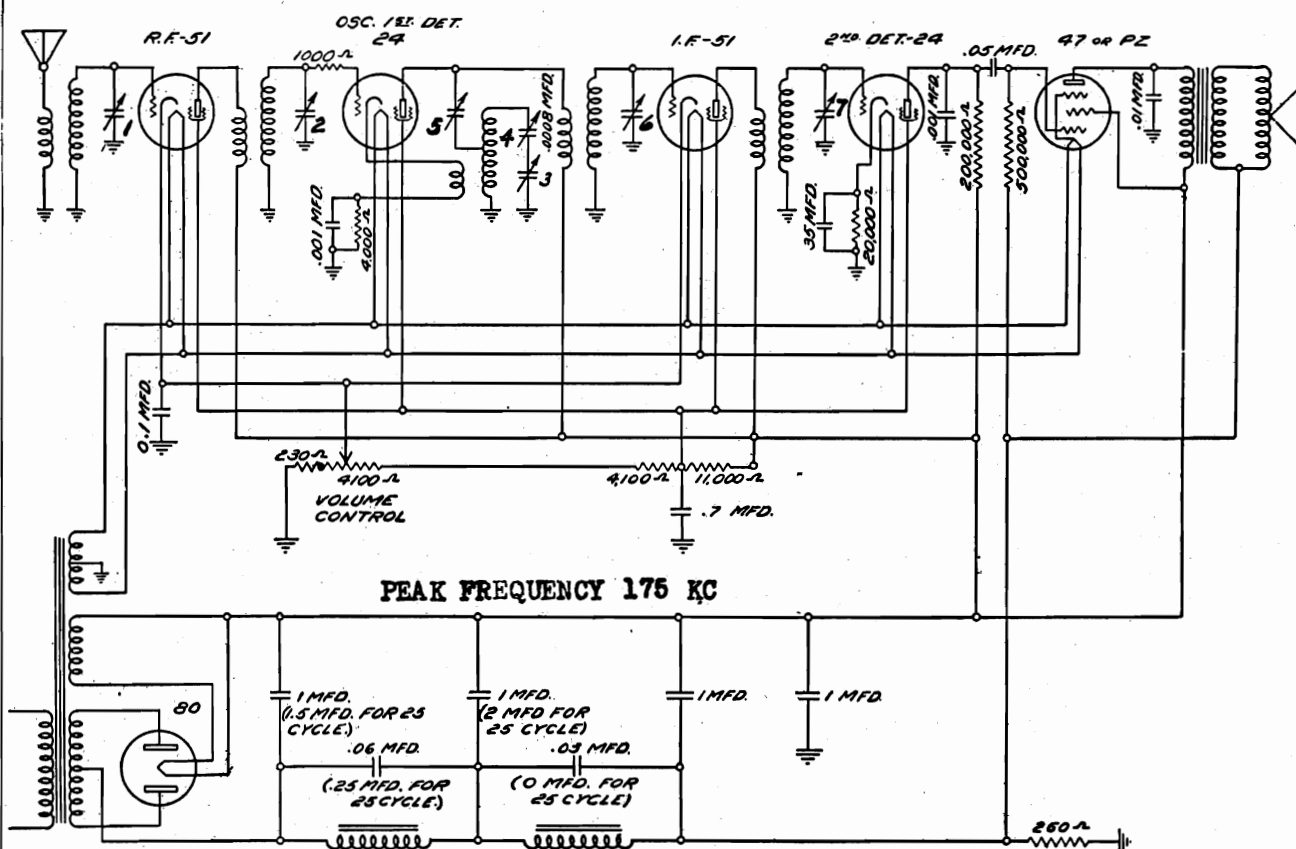 OSC. 1ST. DET.
R.F.-51
24
I.F.-51
2ND. DET.-24
47 OR PZ
1000 Ω
.05 MFD.
1
2
5
4
3
.0008 MFD.
6
7
.001 MFD.
200,000 Ω
500,000 Ω
.01 MFD.
.001 MFD.
4,000 Ω
.35 MFD.
20,000 Ω
0.1 MFD.
230 Ω
4100 Ω
4,100 Ω
11,000 Ω
VOLUME
CONTROL
.7 MFD.
PEAK FREQUENCY 175 KC
80
1 MFD.
(1.5 MFD. FOR 25
CYCLE.)
1 MFD.
(2 MFD FOR
25 CYCLE)
1 MFD.
1 MFD.
.06 MFD.
(.25 MFD. FOR
25 CYCLE.)
.03 MFD.
(0 MFD. FOR
25 CYCLE)
260 Ω